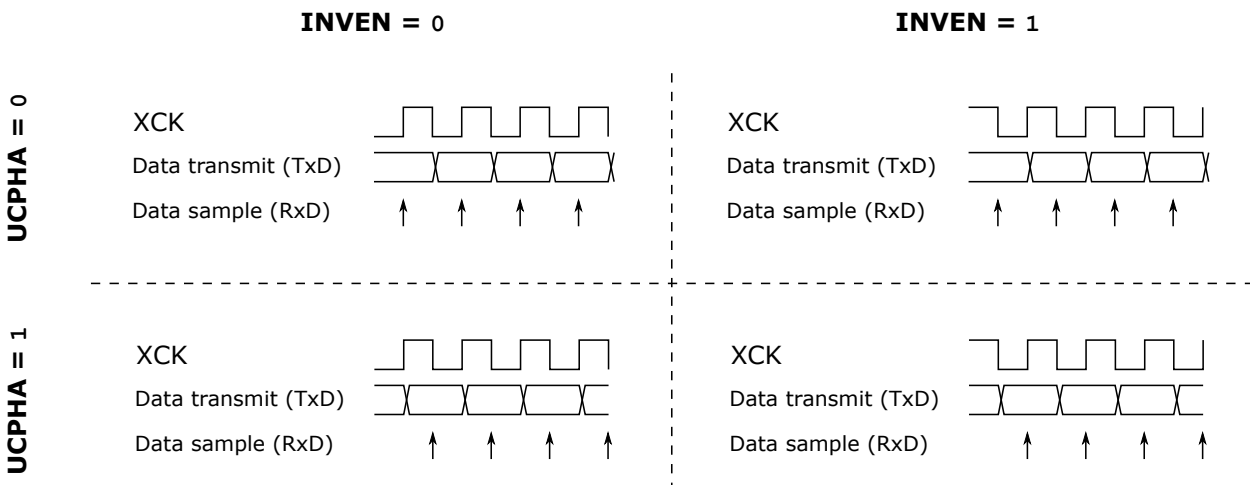 INVEN = 0
INVEN = 1
UCPHA = 0
XCK
Data transmit (TxD)
Data sample (RxD)
XCK
Data transmit (TxD)
Data sample (RxD)
UCPHA = 1
XCK
Data transmit (TxD)
Data sample (RxD)
XCK
Data transmit (TxD)
Data sample (RxD)